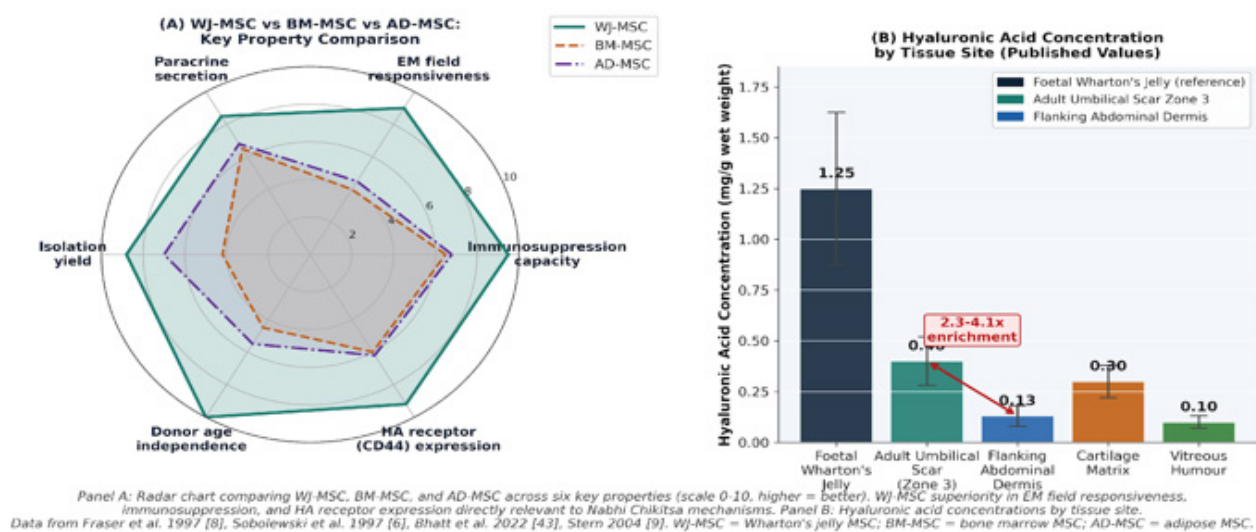 (A) WJ-MSC vs BM-MSC vs AD-MSC:
Key Property Comparison
WJ-MSC
BM-MSC
AD-MSC
Paracrine
secretion
EM field
responsiveness
Isolation
yield
Immunosuppression
capacity
Donor age
independence
HA receptor
(CD44) expression
2
4
6
8
10
(B) Hyaluronic Acid Concentration
by Tissue Site (Published Values)
Foetal Wharton's Jelly (reference)
Adult Umbilical Scar Zone 3
Flanking Abdominal Dermis
Hyaluronic Acid Concentration (mg/g wet weight)
1.75
1.50
1.25
1.00
0.75
0.50
0.25
0.00
1.25
2.3-4.1x
enrichment
0.13
0.30
0.10
Foetal
Wharton's
Jelly
Adult Umbilical
Scar
(Zone 3)
Flanking
Abdominal
Dermis
Cartilage
Matrix
Vitreous
Humour
Panel A: Radar chart comparing WJ-MSC, BM-MSC, and AD-MSC across six key properties (scale 0-10, higher = better). WJ-MSC superiority in EM field responsiveness,
immunosuppression, and HA receptor expression directly relevant to Nabhi Chikitsa mechanisms. Panel B: Hyaluronic acid concentrations by tissue site.
Data from Fraser et al. 1997 [8], Sobolewski et al. 1997 [6], Bhatt et al. 2022 [43], Stern 2004 [9]. WJ-MSC = Wharton's jelly MSC; BM-MSC = bone marrow MSC; AD-MSC = adipose MSC